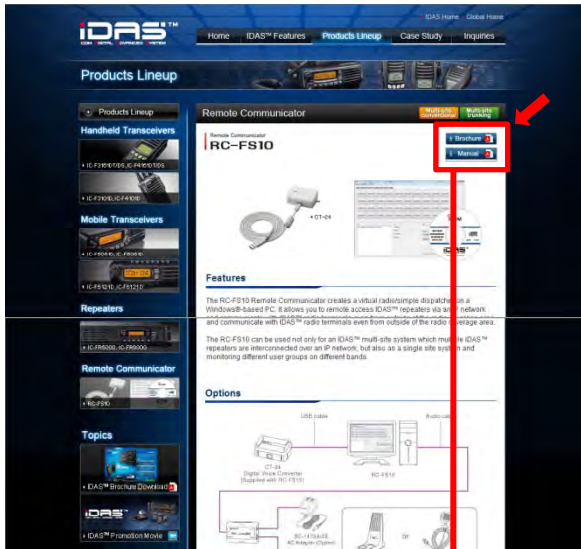 iDAS™
ICOM DIGITAL ADVANCED SYSTEM
IDAS Home Global Home
Home IDAS™ Features Products Lineup Case Study Inquiries
Products Lineup
Products Lineup
Handheld Transceivers
IC-F3161DT/DS, IC-F4161DT/DS
IC-F3101D, IC-F4101D
Mobile Transceivers
IC-F5061D, IC-F6061D
IC-F5121D, IC-F6121D
Repeaters
IC-FR5000, IC-FR6000
Remote Communicator
RC-FS10
Topics
IDAS™ Brochure Download
iDAS™
IDAS™ Promotion Movie
Remote Communicator
Multi-site conventional
Multi-site trunking
Remote Communicator
RC-FS10
Brochure
Manual
CT-24
Features
The RC-FS10 Remote Communicator creates a virtual radio/simple dispatcher on a
Windows®-based PC. It allows you to remote access IDAS™ repeaters via an IP network
and communicate with IDAS™ radio terminals even from outside of the radio coverage area.
The RC-FS10 can be used not only for an IDAS™ multi-site system which multiple IDAS™
repeaters are interconnected over an IP network, but also as a single site system and
monitoring different user groups on different bands.
Options
USB cable
Audio cable
CT-24
Digital Voice Converter
(Supplied with RC-FS10)
RC-FS10
AC Adapter (Option)
or